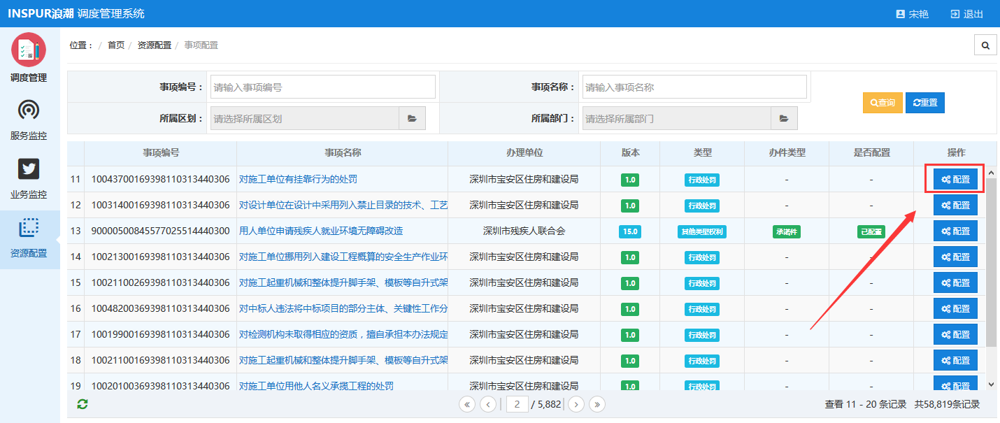 INSPUR浪潮 调度管理系统
宋艳 退出
调度管理
服务监控
业务监控
资源配置
位置： / 首页 / 资源配置 / 事项配置
事项编号： 请输入事项编号 事项名称： 请输入事项名称
所属区划： 请选择所属区划 所属部门： 请选择所属部门
查询 重置
事项编号 事项名称 办理单位 版本 类型 办件类型 是否配置 操作
11 10043700169398110313440306 对施工单位有挂靠行为的处罚 深圳市宝安区住房和建设局 1.0 行政处罚 - - 配置
12 10031400169398110313440306 对设计单位在设计中采用列入禁止目录的技术、工艺 深圳市宝安区住房和建设局 1.0 行政处罚 - - 配置
13 90000500845577025514440300 用人单位申请残疾人就业环境无障碍改造 深圳市残疾人联合会 15.0 其他类型权利 承诺件 已配置 配置
14 10021300169398110313440306 对施工单位挪用列入建设工程概算的安全生产作业环 深圳市宝安区住房和建设局 1.0 行政处罚 - - 配置
15 10021100269398110313440306 对施工起重机械和整体提升脚手架、模板等自升式架 深圳市宝安区住房和建设局 1.0 行政处罚 - - 配置
16 10048200369398110313440306 对中标人违法将中标项目的部分主体、关键性工作分 深圳市宝安区住房和建设局 1.0 行政处罚 - - 配置
17 10019900169398110313440306 对检测机构未取得相应的资质，擅自承担本办法规定 深圳市宝安区住房和建设局 1.0 行政处罚 - - 配置
18 10021100169398110313440306 对施工起重机械和整体提升脚手架、模板等自升式架 深圳市宝安区住房和建设局 1.0 行政处罚 - - 配置
19 10020100369398110313440306 对施工单位用他人名义承揽工程的处罚 深圳市宝安区住房和建设局 1.0 行政处罚 - - 配置
2 / 5,882 查看 11 - 20 条记录 共58,819条记录